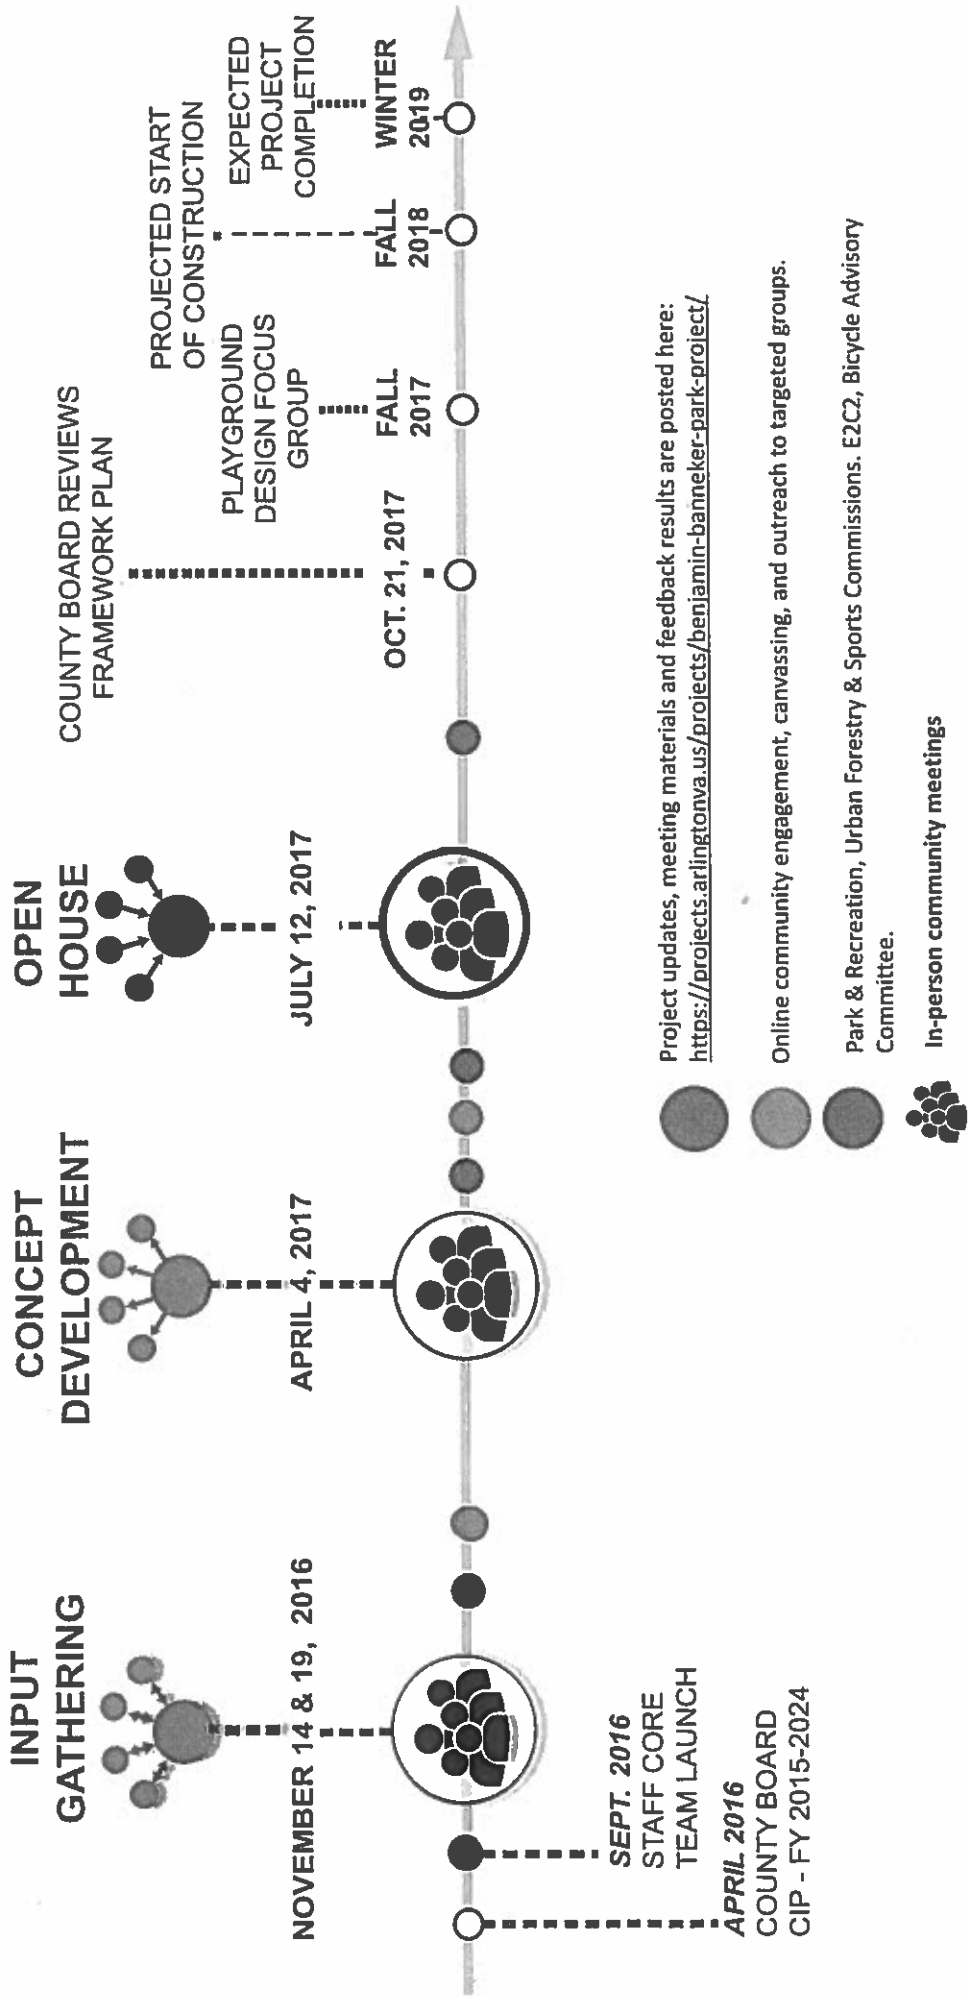 INPUT
GATHERING
NOVEMBER 14 & 19, 2016
SEPT. 2016
STAFF CORE
TEAM LAUNCH
APRIL 2016
COUNTY BOARD
CIP - FY 2015-2024
CONCEPT
DEVELOPMENT
APRIL 4, 2017
OPEN
HOUSE
JULY 12, 2017
COUNTY BOARD REVIEWS
FRAMEWORK PLAN
OCT. 21, 2017
PLAYGROUND
DESIGN FOCUS
GROUP
FALL
2017
PROJECTED START
OF CONSTRUCTION
FALL
2018
EXPECTED
PROJECT
COMPLETION
WINTER
2019
Project updates, meeting materials and feedback results are posted here:
https://projects.arlingtonva.us/projects/benjamin-banneker-park-project/
Online community engagement, canvassing, and outreach to targeted groups.
Park & Recreation, Urban Forestry & Sports Commissions. E2C2, Bicycle Advisory
Committee.
In-person community meetings